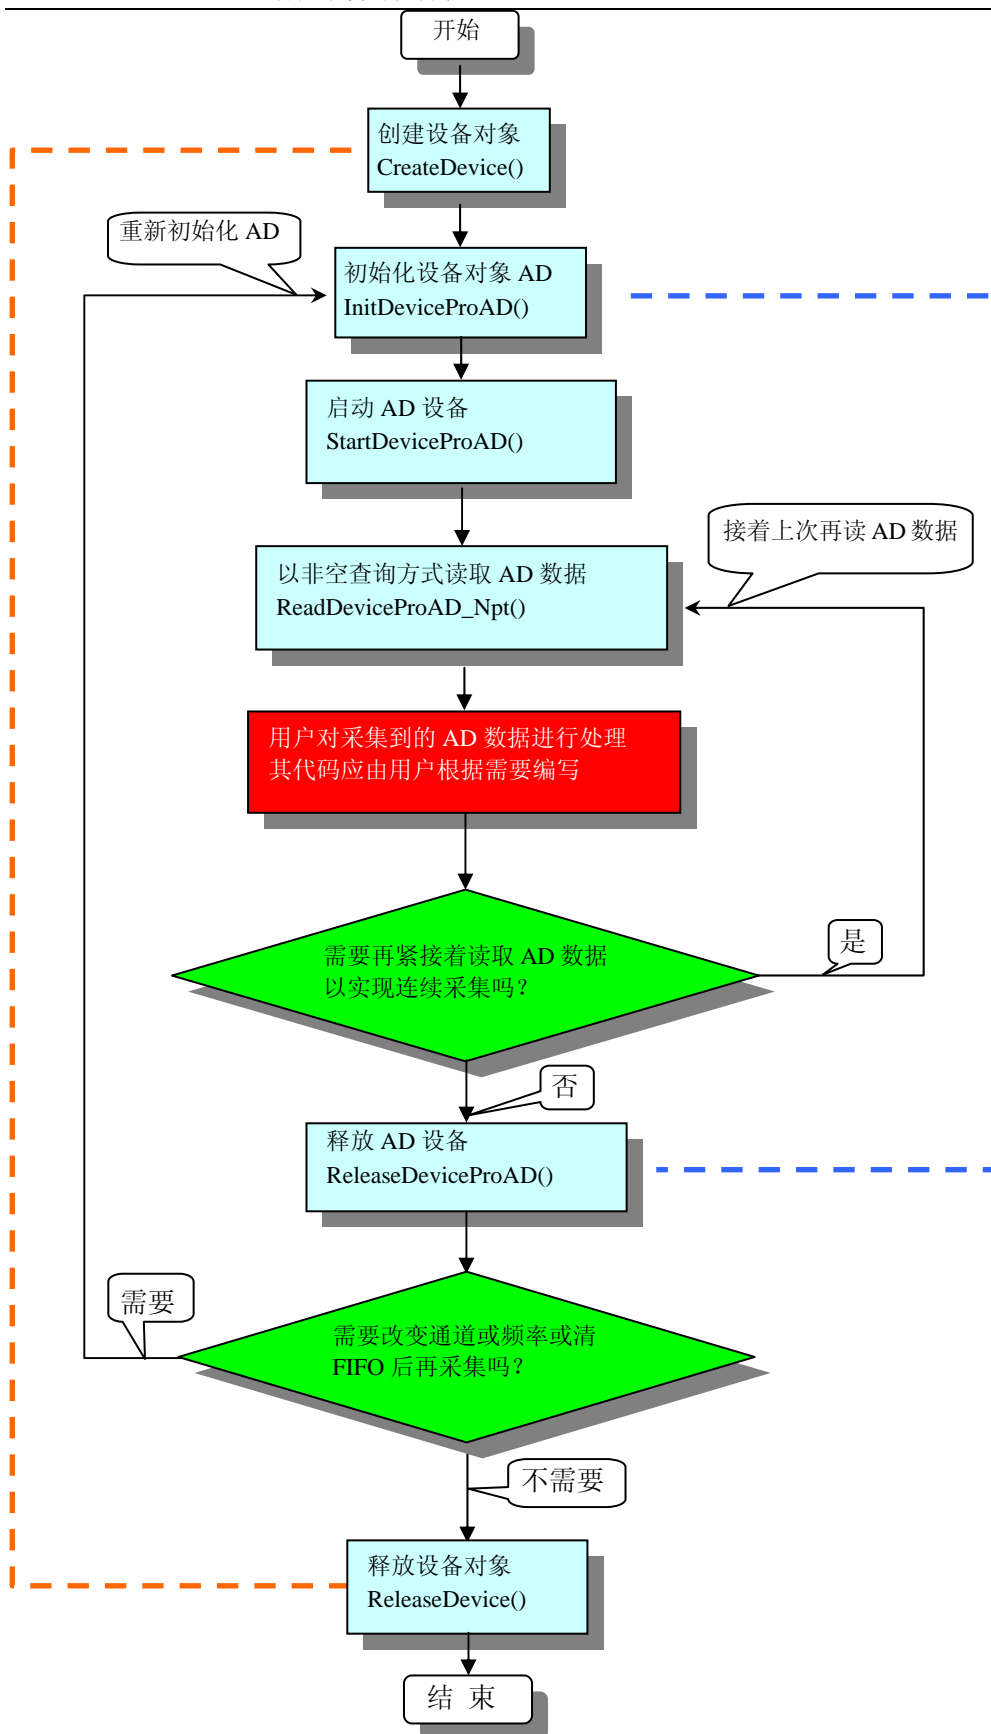 开始
创建设备对象
CreateDevice()
重新初始化 AD
初始化设备对象 AD
InitDeviceProAD()
启动 AD 设备
StartDeviceProAD()
接着上次再读 AD 数据
以非空查询方式读取 AD 数据
ReadDeviceProAD_Npt()
用户对采集到的 AD 数据进行处理
其代码应由用户根据需要编写
需要再紧接着读取 AD 数据
以实现连续采集吗？
是
否
释放 AD 设备
ReleaseDeviceProAD()
需要
需要改变通道或频率或清
FIFO 后再采集吗？
不需要
释放设备对象
ReleaseDevice()
结 束